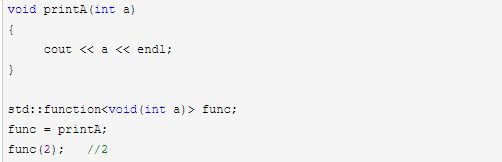 void printA(int a)
{
    cout << a << endl;
}
std::function<void(int a)> func;
func = printA;
func(2);   //2